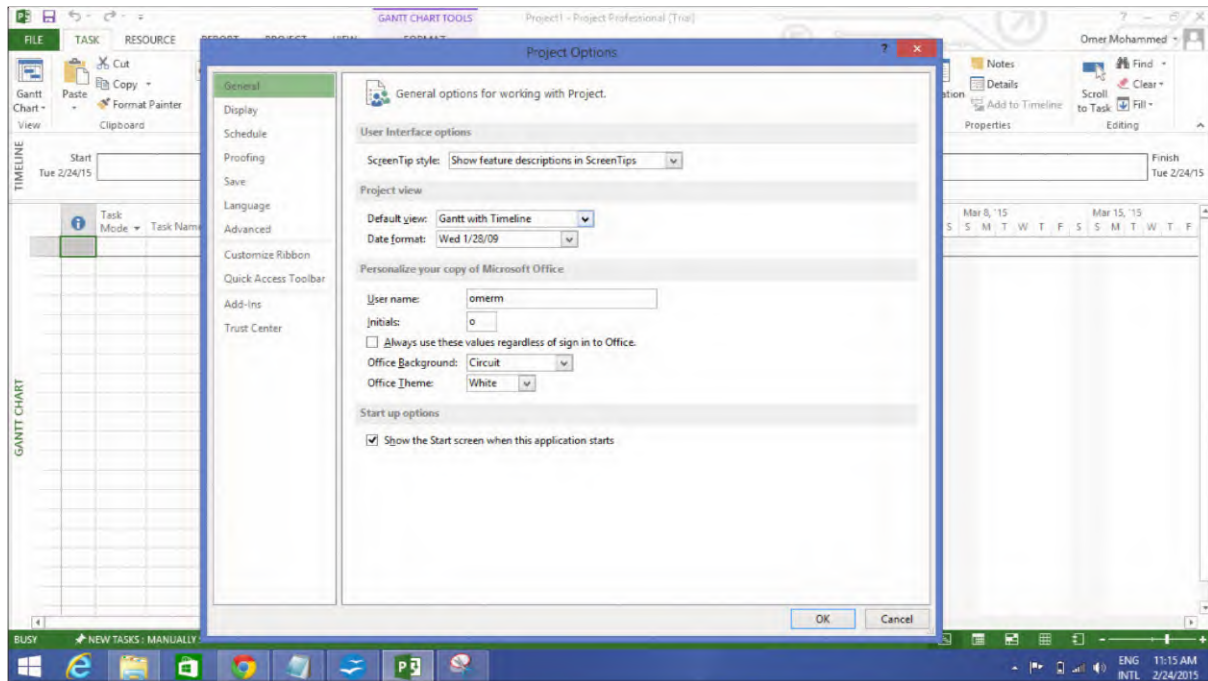 GANTT CHART TOOLS
Project1 - Project Professional (Trial)
FILE TASK RESOURCE REPORT PROJECT VIEW FORMAT
Omer Mohammed
Gantt Chart
View
Paste
Cut
Copy
Format Painter
Clipboard
Notes
Details
Add to Timeline
Properties
Scroll to Task
Find
Clear
Fill
Editing
TIMELINE
Start
Tue 2/24/15
Finish
Tue 2/24/15
Task Mode
Task Name
Mar 8, '15
Mar 15, '15
S S M T W T F S S M T W T F
GANTT CHART
Project Options
General
Display
Schedule
Proofing
Save
Language
Advanced
Customize Ribbon
Quick Access Toolbar
Add-Ins
Trust Center
General options for working with Project.
User Interface options
ScreenTip style: Show feature descriptions in ScreenTips
Project view
Default view: Gantt with Timeline
Date format: Wed 1/28/09
Personalize your copy of Microsoft Office
User name: omerm
Initials: o
Always use these values regardless of sign in to Office.
Office Background: Circuit
Office Theme: White
Start up options
Show the Start screen when this application starts
OK Cancel
BUSY NEW TASKS : MANUALLY
ENG 11:15 AM
INTL 2/24/2015